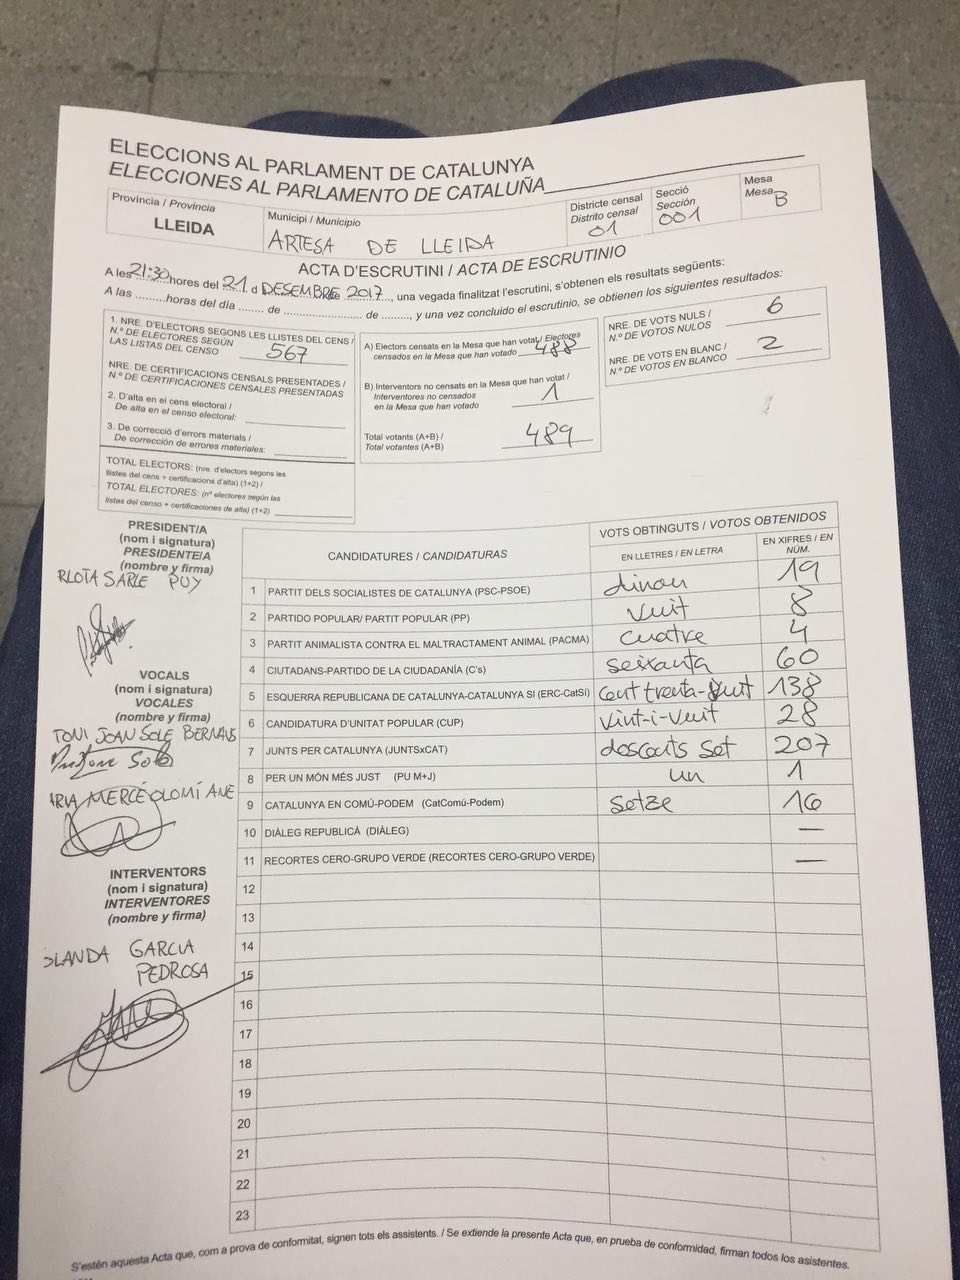 ELECCIONS AL PARLAMENT DE CATALUNYA
ELECCIONES AL PARLAMENTO DE CATALUÑA
Província / Provincia
LLEIDA
Municipi / Municipio
ARTESA DE LLEIDA
Districte censal
Distrito censal
01
Secció
Sección
001
Mesa
Mesa
B
ACTA D'ESCRUTINI / ACTA DE ESCRUTINIO
A les 21:30 hores del 21 d DESEMBRE de 2017, una vegada finalitzat l'escrutini, s'obtenen els resultats següents:
A las .........horas del día ........ de .............................. de ........., y una vez concluido el escrutinio, se obtienen los siguientes resultados:
1. NRE. D'ELECTORS SEGONS LES LLISTES DEL CENS /
N.º DE ELECTORES SEGÚN
LAS LISTAS DEL CENSO 567
NRE. DE CERTIFICACIONS CENSALS PRESENTADES /
N.º DE CERTIFICACIONES CENSALES PRESENTADAS
2. D'alta en el cens electoral /
De alta en el censo electoral:
3. De correcció d'errors materials /
De corrección de errores materiales:
TOTAL ELECTORS: (nre. d'electors segons les
llistes del cens + certificacions d'alta) (1+2) /
TOTAL ELECTORES: (nº electores según las
listas del censo + certificaciones de alta) (1+2)
A) Electors censats en la Mesa que han votat / Electores
censados en la Mesa que han votado 488
B) Interventors no censats en la Mesa que han votat /
Interventores no censados
en la Mesa que han votado 1
Total votants (A+B) /
Total votantes (A+B) 489
NRE. DE VOTS NULS /
N.º DE VOTOS NULOS 6
NRE. DE VOTS EN BLANC /
N.º DE VOTOS EN BLANCO 2
PRESIDENT/A
(nom i signatura)
PRESIDENTE/A
(nombre y firma)
RLOTA SARLE PUY
VOCALS
(nom i signatura)
VOCALES
(nombre y firma)
TONI JOAN SOLE BERNAUS
ARIA MERCÈ OLOMÍ ANE
INTERVENTORS
(nom i signatura)
INTERVENTORES
(nombre y firma)
OLANDA GARCIA
PEDROSA
CANDIDATURES / CANDIDATURAS
VOTS OBTINGUTS / VOTOS OBTENIDOS
EN LLETRES / EN LETRA
EN XIFRES / EN NÚM.
1 PARTIT DELS SOCIALISTES DE CATALUNYA (PSC-PSOE) dinou 19
2 PARTIDO POPULAR/ PARTIT POPULAR (PP) vuit 8
3 PARTIT ANIMALISTA CONTRA EL MALTRACTAMENT ANIMAL (PACMA) cuatre 4
4 CIUTADANS-PARTIDO DE LA CIUDADANÍA (C's) seixanta 60
5 ESQUERRA REPUBLICANA DE CATALUNYA-CATALUNYA SÍ (ERC-CatSí) cent trenta-vuit 138
6 CANDIDATURA D'UNITAT POPULAR (CUP) vint-i-vuit 28
7 JUNTS PER CATALUNYA (JUNTSxCAT) doscents set 207
8 PER UN MÓN MÉS JUST (PU M+J) un 1
9 CATALUNYA EN COMÚ-PODEM (CatComú-Podem) setze 16
10 DIÀLEG REPUBLICÀ (DIÀLEG) —
11 RECORTES CERO-GRUPO VERDE (RECORTES CERO-GRUPO VERDE) —
12
13
14
15
16
17
18
19
20
21
22
23
S'estén aquesta Acta que, com a prova de conformitat, signen tots els assistents. / Se extiende la presente Acta que, en prueba de conformidad, firman todos los asistentes.